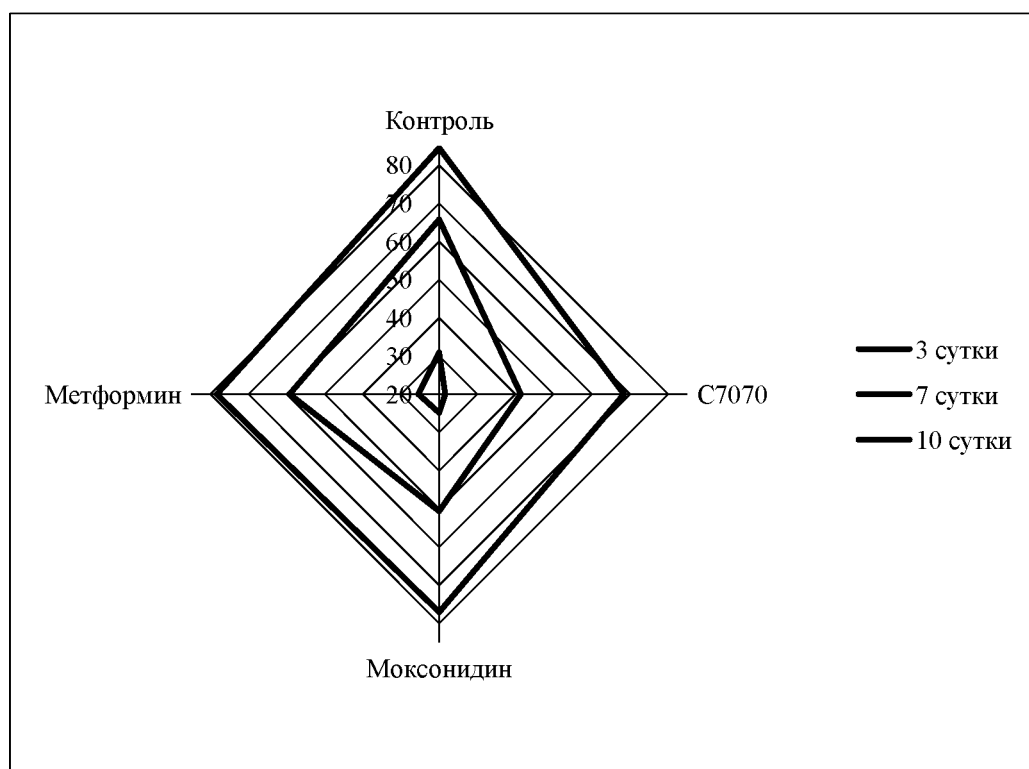 Контроль
80
70
60
50
40
30
20
Метформин
С7070
Моксонидин
3 сутки
7 сутки
10 сутки